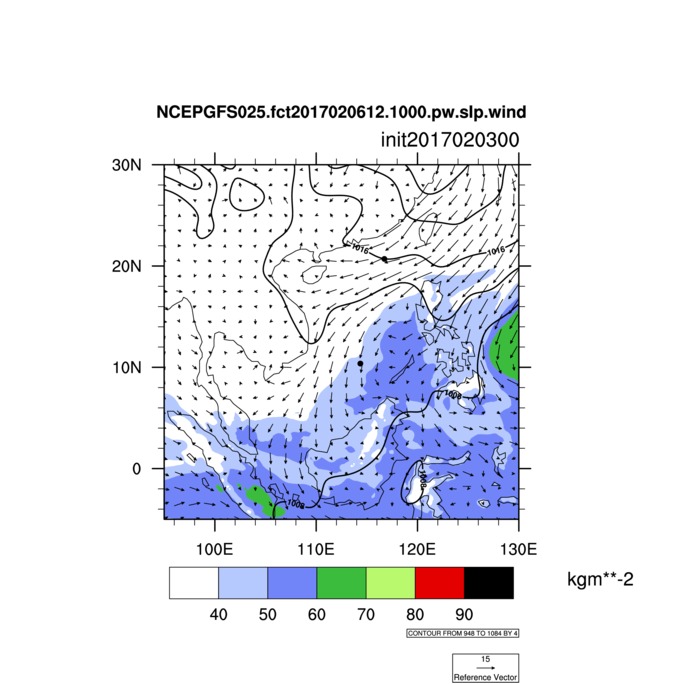 NCEPGFS025.fct2017020612.1000.pw.slp.wind
init2017020300
30N
1016
1016
20N
10N
1008
0
1008
1008
100E 110E 120E 130E
kgm**-2
40 50 60 70 80 90
CONTOUR FROM 948 TO 1084 BY 4
15
Reference Vector